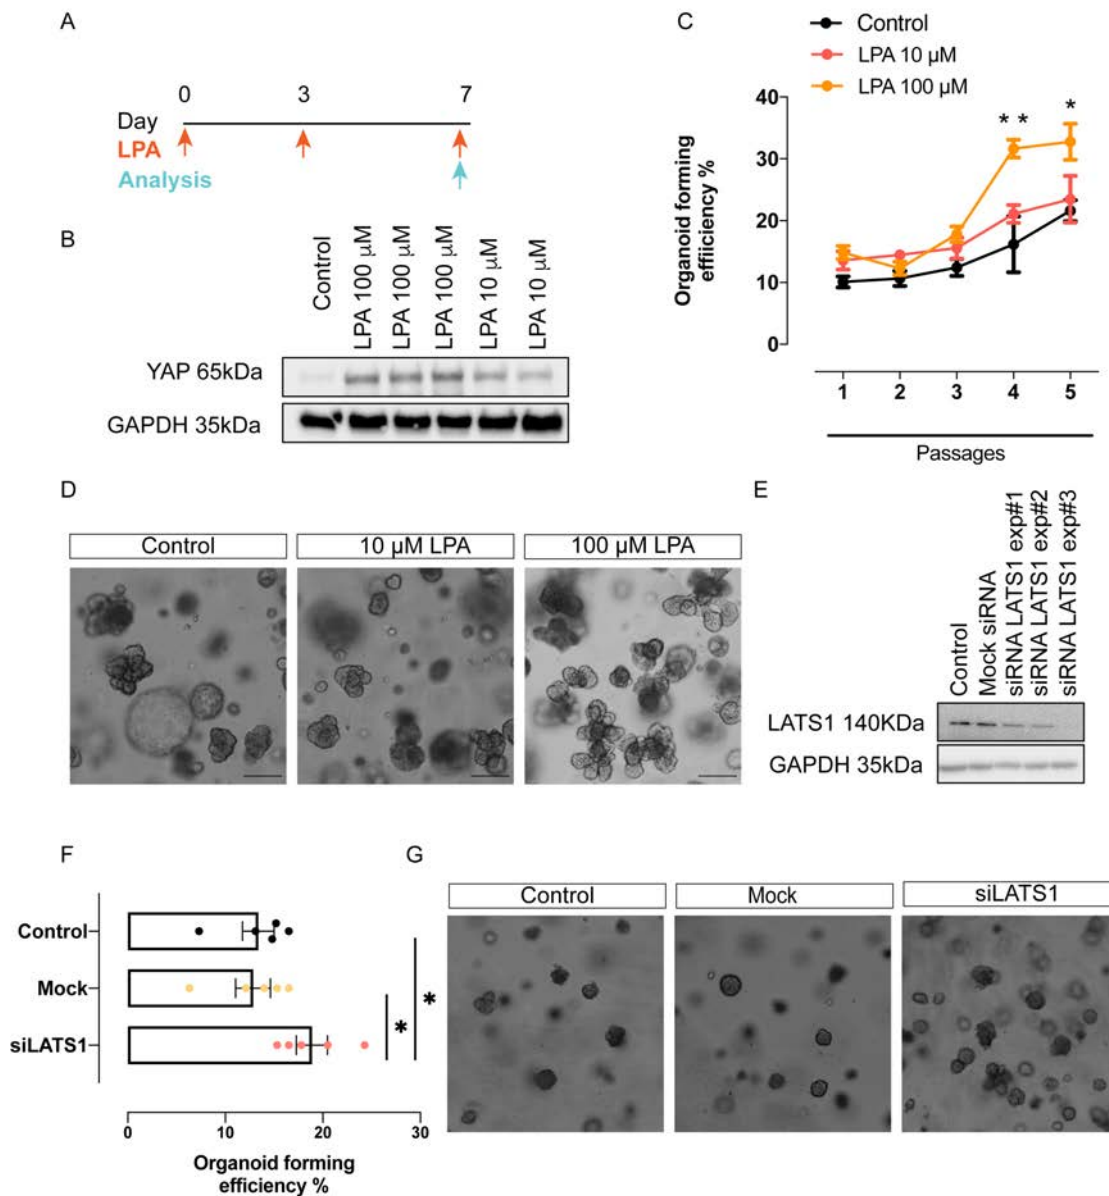 A
0 3 7
Day
LPA
Analysis
B
Control
LPA 100 µM
LPA 100 µM
LPA 100 µM
LPA 10 µM
LPA 10 µM
YAP 65kDa
GAPDH 35kDa
C
Control
LPA 10 µM
LPA 100 µM
Organoid forming
effiiciency %
40
30
20
10
0
* *
*
1 2 3 4 5
Passages
D
Control
10 µM LPA
100 µM LPA
E
Control
Mock siRNA
siRNA LATS1 exp#1
siRNA LATS1 exp#2
siRNA LATS1 exp#3
LATS1 140KDa
GAPDH 35kDa
F
Control
Mock
siLATS1
*
*
0 10 20 30
Organoid forming
efficiency %
G
Control
Mock
siLATS1